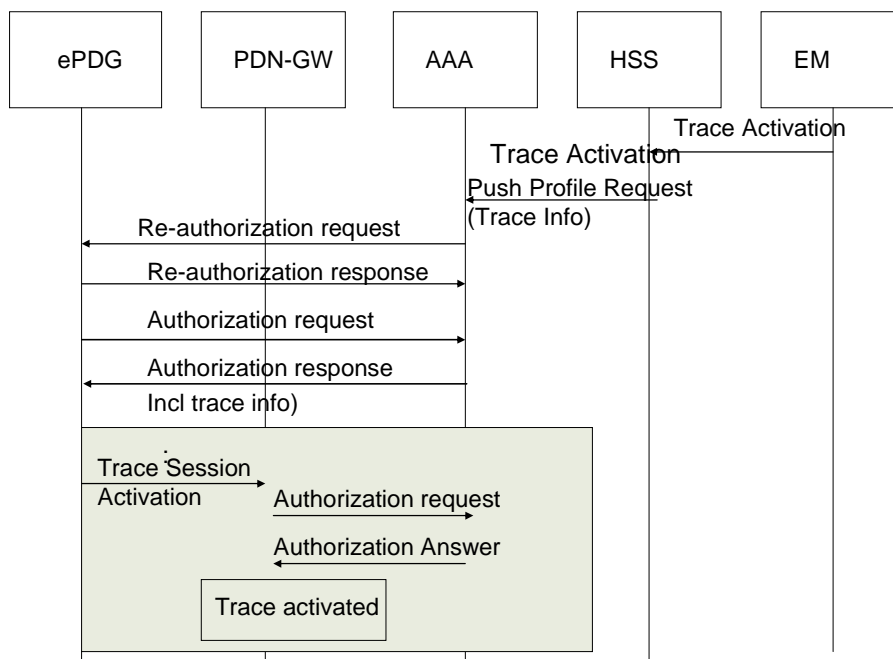 ePDG
PDN-GW
AAA
HSS
EM
Trace Activation
Trace Activation
Push Profile Request
(Trace Info)
Re-authorization request
Re-authorization response
Authorization request
Authorization response
Incl trace info)
:
Trace Session
Activation
Authorization request
Authorization Answer
Trace activated